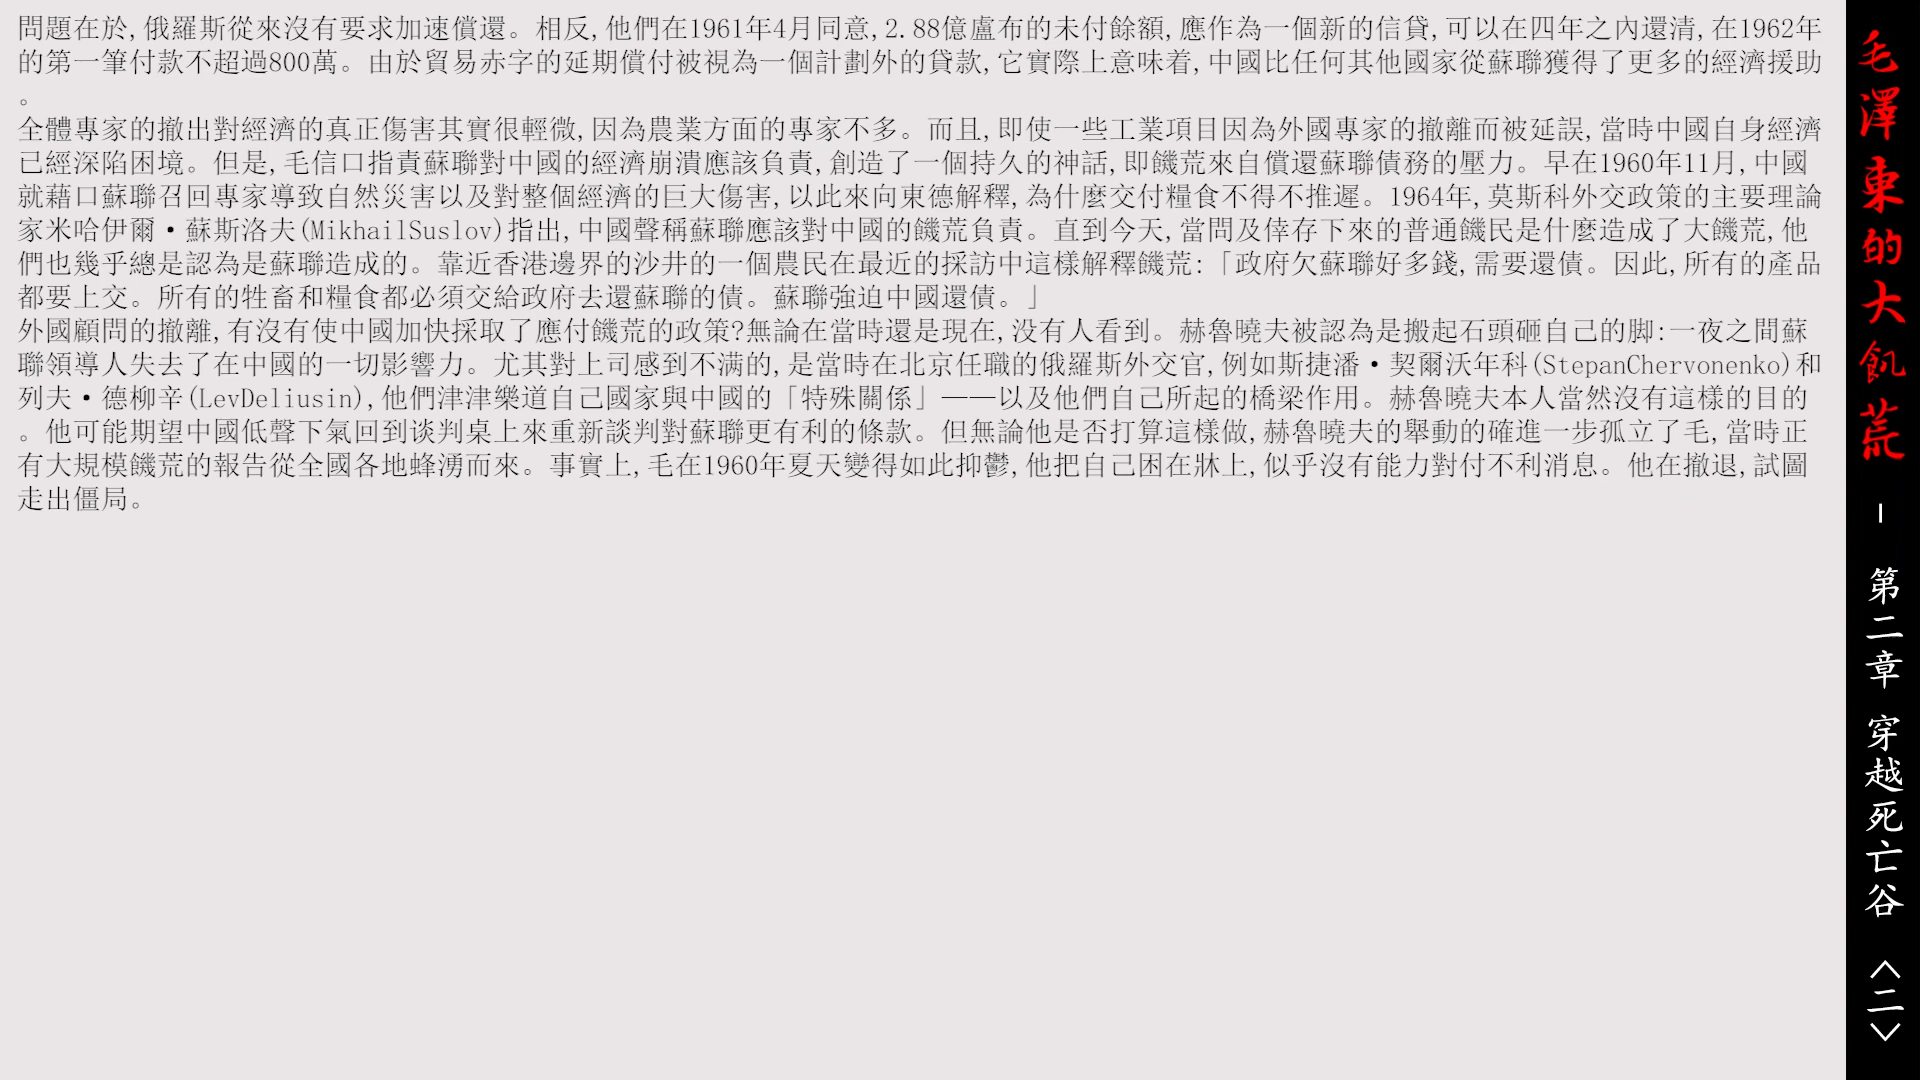 問題在於,俄羅斯從來沒有要求加速償還。相反,他們在1961年4月同意,2.88億盧布的未付餘額,應作為一個新的信貸,可以在四年之內還清,在1962年
的第一筆付款不超過800萬。由於貿易赤字的延期償付被視為一個計劃外的貸款,它實際上意味着,中國比任何其他國家從蘇聯獲得了更多的經濟援助
。
全體專家的撤出對經濟的真正傷害其實很輕微,因為農業方面的專家不多。而且,即使一些工業項目因為外國專家的撤離而被延誤,當時中國自身經濟
已經深陷困境。但是,毛信口指責蘇聯對中國的經濟崩潰應該負責,創造了一個持久的神話,即饑荒來自償還蘇聯債務的壓力。早在1960年11月,中國
就藉口蘇聯召回專家導致自然災害以及對整個經濟的巨大傷害,以此來向東德解釋,為什麼交付糧食不得不推遲。1964年,莫斯科外交政策的主要理論
家米哈伊爾·蘇斯洛夫(MikhailSuslov)指出,中國聲稱蘇聯應該對中國的饑荒負責。直到今天,當問及倖存下來的普通饑民是什麼造成了大饑荒,他
們也幾乎總是認為是蘇聯造成的。靠近香港邊界的沙井的一個農民在最近的採訪中這樣解釋饑荒:「政府欠蘇聯好多錢,需要還債。因此,所有的產品
都要上交。所有的牲畜和糧食都必須交給政府去還蘇聯的債。蘇聯強迫中國還債。」
外國顧問的撤離,有沒有使中國加快採取了應付饑荒的政策?無論在當時還是現在,没有人看到。赫魯曉夫被認為是搬起石頭砸自己的脚:一夜之間蘇
聯領導人失去了在中國的一切影響力。尤其對上司感到不满的,是當時在北京任職的俄羅斯外交官,例如斯捷潘·契爾沃年科(StepanChervonenko)和
列夫·德柳辛(LevDeliusin),他們津津樂道自己國家與中國的「特殊關係」——以及他們自己所起的橋梁作用。赫魯曉夫本人當然沒有這樣的目的
。他可能期望中國低聲下氣回到谈判桌上來重新談判對蘇聯更有利的條款。但無論他是否打算這樣做,赫魯曉夫的舉動的確進一步孤立了毛,當時正
有大規模饑荒的報告從全國各地蜂湧而來。事實上,毛在1960年夏天變得如此抑鬱,他把自己困在牀上,似乎沒有能力對付不利消息。他在撤退,試圖
走出僵局。
毛澤東的大飢荒 - 第二章 穿越死亡谷 <二>